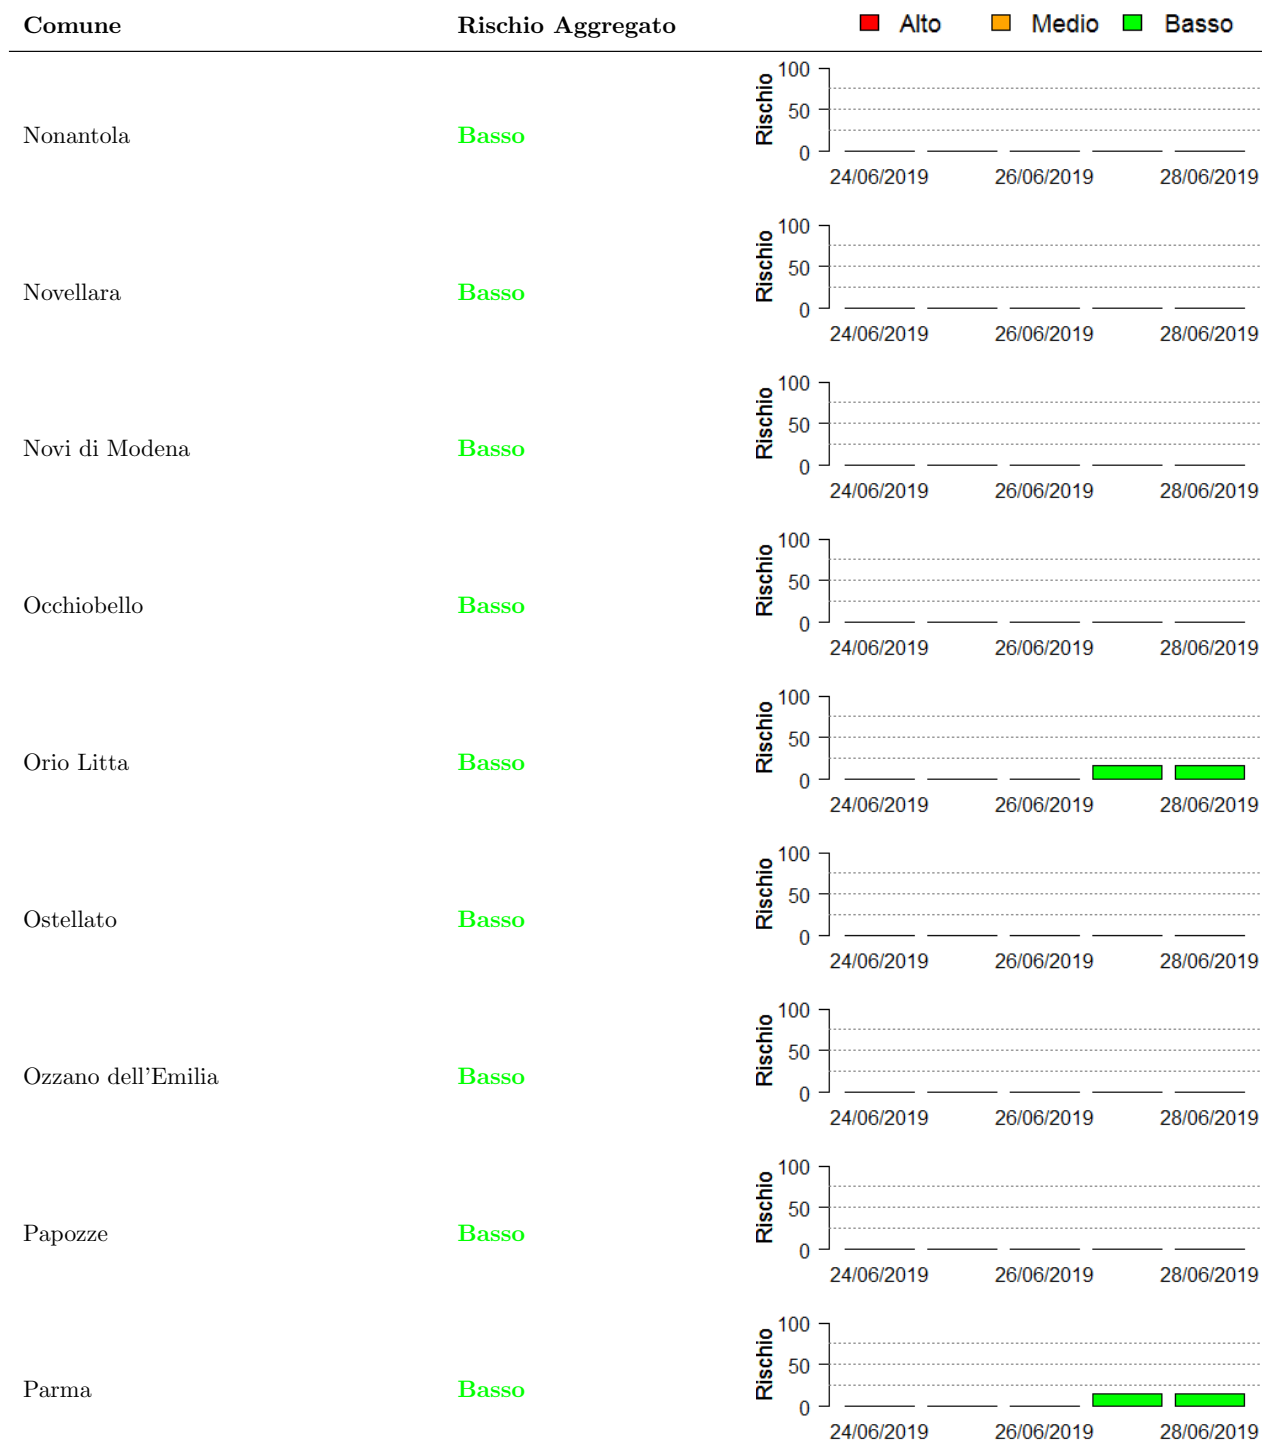 Comune Rischio Aggregato Alto Medio Basso
100
50
0
Rischio
Nonantola Basso
24/06/2019 26/06/2019 28/06/2019
100
50
0
Rischio
Novellara Basso
24/06/2019 26/06/2019 28/06/2019
100
50
0
Rischio
Novi di Modena Basso
24/06/2019 26/06/2019 28/06/2019
100
50
0
Rischio
Occhiobello Basso
24/06/2019 26/06/2019 28/06/2019
100
50
0
Rischio
Orio Litta Basso
24/06/2019 26/06/2019 28/06/2019
100
50
0
Rischio
Ostellato Basso
24/06/2019 26/06/2019 28/06/2019
100
50
0
Rischio
Ozzano dell'Emilia Basso
24/06/2019 26/06/2019 28/06/2019
100
50
0
Rischio
Papozze Basso
24/06/2019 26/06/2019 28/06/2019
100
50
0
Rischio
Parma Basso
24/06/2019 26/06/2019 28/06/2019